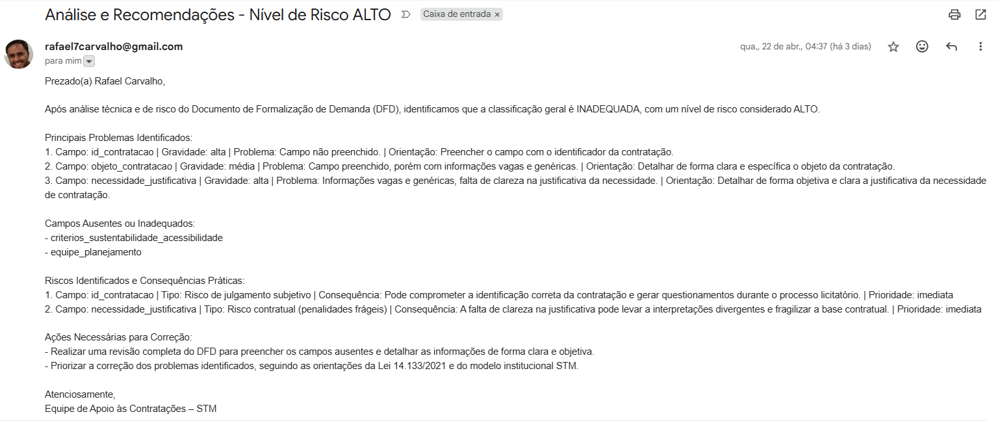 Análise e Recomendações - Nível de Risco ALTO
Caixa de entrada ×
rafael7carvalho@gmail.com
qua., 22 de abr., 04:37 (há 3 dias)
para mim
Prezado(a) Rafael Carvalho,
Após análise técnica e de risco do Documento de Formalização de Demanda (DFD), identificamos que a classificação geral é INADEQUADA, com um nível de risco considerado ALTO.
Principais Problemas Identificados:
1. Campo: id_contratacao | Gravidade: alta | Problema: Campo não preenchido. | Orientação: Preencher o campo com o identificador da contratação.
2. Campo: objeto_contratacao | Gravidade: média | Problema: Campo preenchido, porém com informações vagas e genéricas. | Orientação: Detalhar de forma clara e específica o objeto da contratação.
3. Campo: necessidade_justificativa | Gravidade: alta | Problema: Informações vagas e genéricas, falta de clareza na justificativa da necessidade. | Orientação: Detalhar de forma objetiva e clara a justificativa da necessidade
de contratação.
Campos Ausentes ou Inadequados:
- criterios_sustentabilidade_acessibilidade
- equipe_planejamento
Riscos Identificados e Consequências Práticas:
1. Campo: id_contratacao | Tipo: Risco de julgamento subjetivo | Consequência: Pode comprometer a identificação correta da contratação e gerar questionamentos durante o processo licitatório. | Prioridade: imediata
2. Campo: necessidade_justificativa | Tipo: Risco contratual (penalidades frágeis) | Consequência: A falta de clareza na justificativa pode levar a interpretações divergentes e fragilizar a base contratual. | Prioridade: imediata
Ações Necessárias para Correção:
- Realizar uma revisão completa do DFD para preencher os campos ausentes e detalhar as informações de forma clara e objetiva.
- Priorizar a correção dos problemas identificados, seguindo as orientações da Lei 14.133/2021 e do modelo institucional STM.
Atenciosamente,
Equipe de Apoio às Contratações – STM